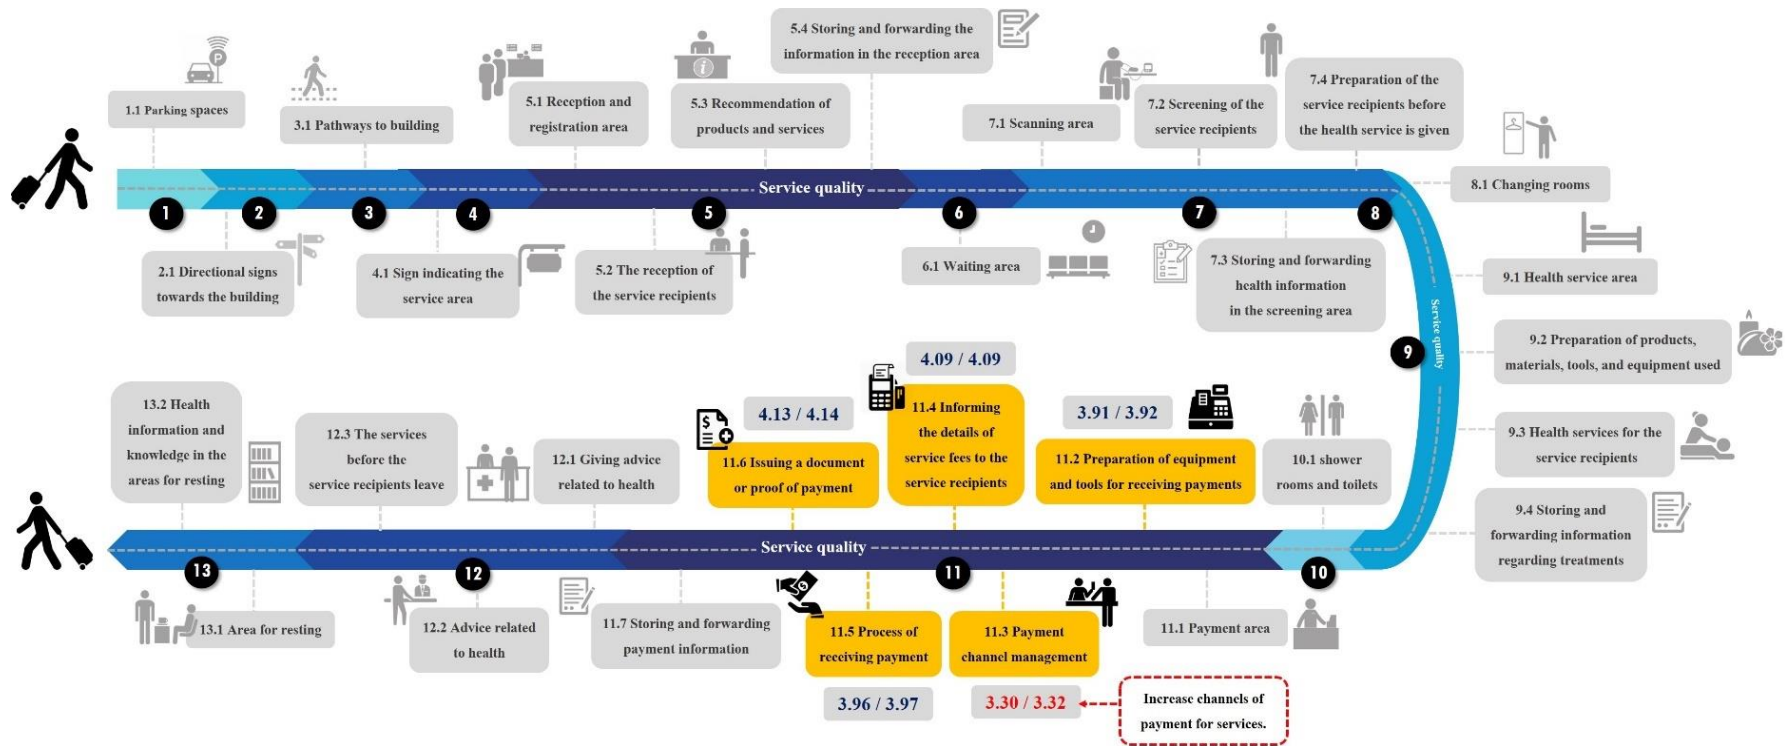 5.4 Storing and forwarding the
information in the reception area
P
1.1 Parking spaces
3.1 Pathways to building
5.1 Reception and
registration area
i
5.3 Recommendation of
products and services
7.1 Scanning area
7.2 Screening of the
service recipients
7.4 Preparation of the
service recipients before
the health service is given
8.1 Changing rooms
Service quality
1
2
3
4
5
6
7
8
2.1 Directional signs
towards the building
4.1 Sign indicating the
service area
5.2 The reception of
the service recipients
6.1 Waiting area
7.3 Storing and forwarding
health information
in the screening area
9.1 Health service area
Service quality
9
9.2 Preparation of products,
materials, tools, and equipment used
9.3 Health services for the
service recipients
9.4 Storing and
forwarding information
regarding treatments
13.2 Health
information and
knowledge in the
areas for resting
12.3 The services
before the
service recipients leave
12.1 Giving advice
related to health
4.13 / 4.14
$
11.6 Issuing a document
or proof of payment
4.09 / 4.09
11.4 Informing
the details of
service fees to the
service recipients
3.91 / 3.92
11.2 Preparation of equipment
and tools for receiving payments
10.1 shower
rooms and toilets
Service quality
13
12
11
10
13.1 Area for resting
12.2 Advice related
to health
11.7 Storing and forwarding
payment information
$
11.5 Process of
receiving payment
3.96 / 3.97
11.3 Payment
channel management
3.30 / 3.32
11.1 Payment area
Increase channels of
payment for services.